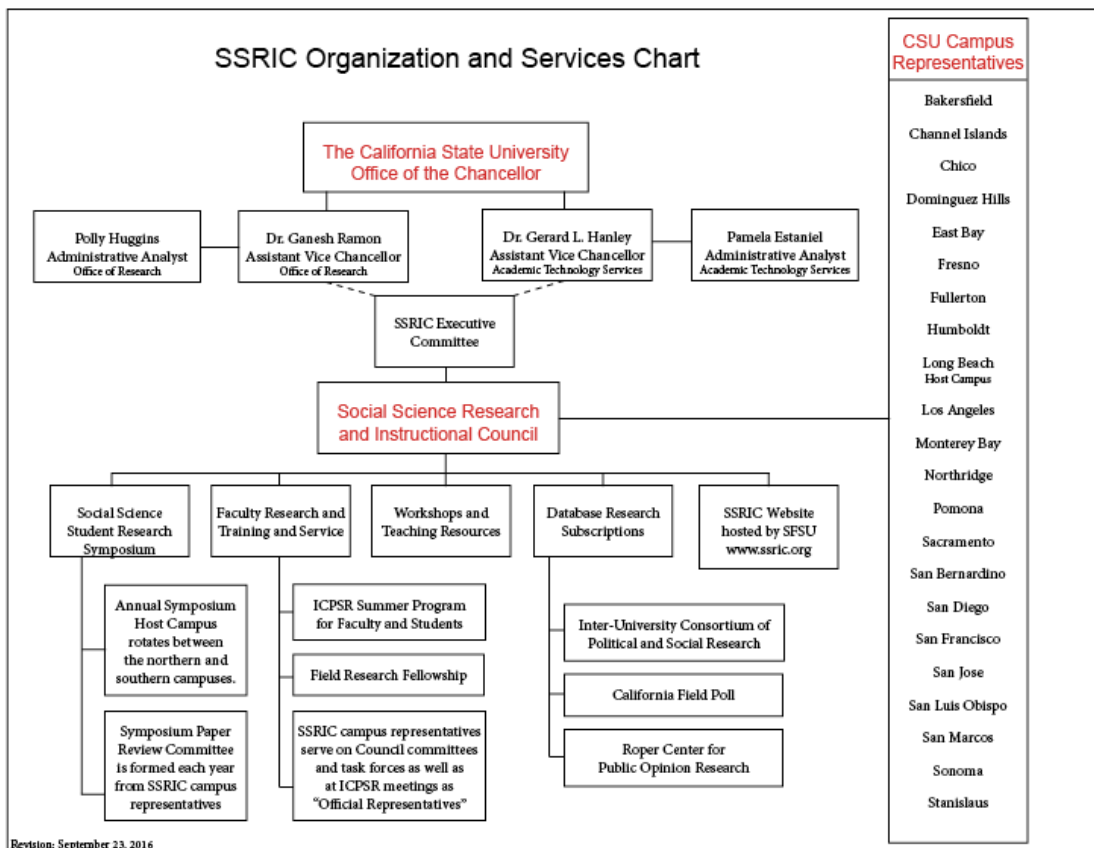 SSRIC Organization and Services Chart
The California State University
Office of the Chancellor
Polly Huggins
Administrative Analyst
Office of Research
Dr. Ganesh Ramon
Assistant Vice Chancellor
Office of Research
Dr. Gerard L. Hanley
Assistant Vice Chancellor
Academic Technology Services
Pamela Estaniel
Administrative Analyst
Academic Technology Services
SSRIC Executive
Committee
Social Science Research
and Instructional Council
Social Science
Student Research
Symposium
Faculty Research and
Training and Service
Workshops and
Teaching Resources
Database Research
Subscriptions
SSRIC Website
hosted by SFSU
www.ssric.org
Annual Symposium
Host Campus
rotates between
the northern and
southern campuses.
Symposium Paper
Review Committee
is formed each year
from SSRIC campus
representatives
ICPSR Summer Program
for Faculty and Students
Field Research Fellowship
SSRIC campus representatives
serve on Council committees
and task forces as well as
at ICPSR meetings as
“Official Representatives”
Inter-University Consortium of
Political and Social Research
California Field Poll
Roper Center for
Public Opinion Research
CSU Campus
Representatives
Bakersfield
Channel Islands
Chico
Dominguez Hills
East Bay
Fresno
Fullerton
Humboldt
Long Beach
Host Campus
Los Angeles
Monterey Bay
Northridge
Pomona
Sacramento
San Bernardino
San Diego
San Francisco
San Jose
San Luis Obispo
San Marcos
Sonoma
Stanislaus
Revision: September 23, 2016